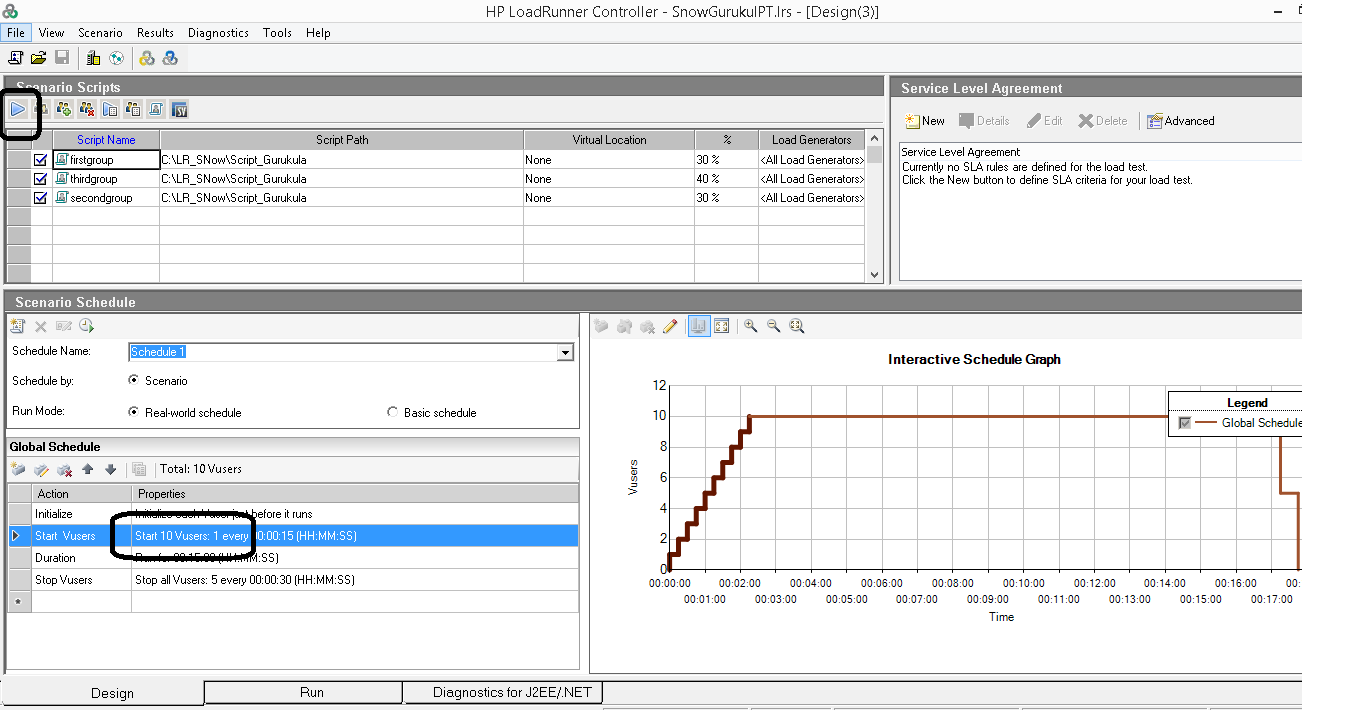 HP LoadRunner Controller - SnowGurukulPT.lrs - [Design(3)]
File View Scenario Results Diagnostics Tools Help
Scenario Scripts
Script Name Script Path Virtual Location % Load Generators
firstgroup C:\LR_SNow\Script_Gurukula None 30 % <All Load Generators>
thirdgroup C:\LR_SNow\Script_Gurukula None 40 % <All Load Generators>
secondgroup C:\LR_SNow\Script_Gurukula None 30 % <All Load Generators>
Service Level Agreement
New Details Edit Delete Advanced
Service Level Agreement
Currently no SLA rules are defined for the load test.
Click the New button to define SLA criteria for your load test.
Scenario Schedule
Schedule Name: Schedule 1
Schedule by: Scenario
Run Mode: Real-world schedule Basic schedule
Global Schedule
Total: 10 Vusers
Action Properties
Initialize Initialize each Vuser just before it runs
Start Vusers Start 10 Vusers: 1 every 00:00:15 (HH:MM:SS)
Duration Run for 00:15:00 (HH:MM:SS)
Stop Vusers Stop all Vusers: 5 every 00:00:30 (HH:MM:SS)
*
Interactive Schedule Graph
12
10
8
6
4
2
0
Vusers
Legend
Global Schedule
00:00:00 00:02:00 00:04:00 00:06:00 00:08:00 00:10:00 00:12:00 00:14:00 00:16:00 00:
00:01:00 00:03:00 00:05:00 00:07:00 00:09:00 00:11:00 00:13:00 00:15:00 00:17:00
Time
Design Run Diagnostics for J2EE/.NET